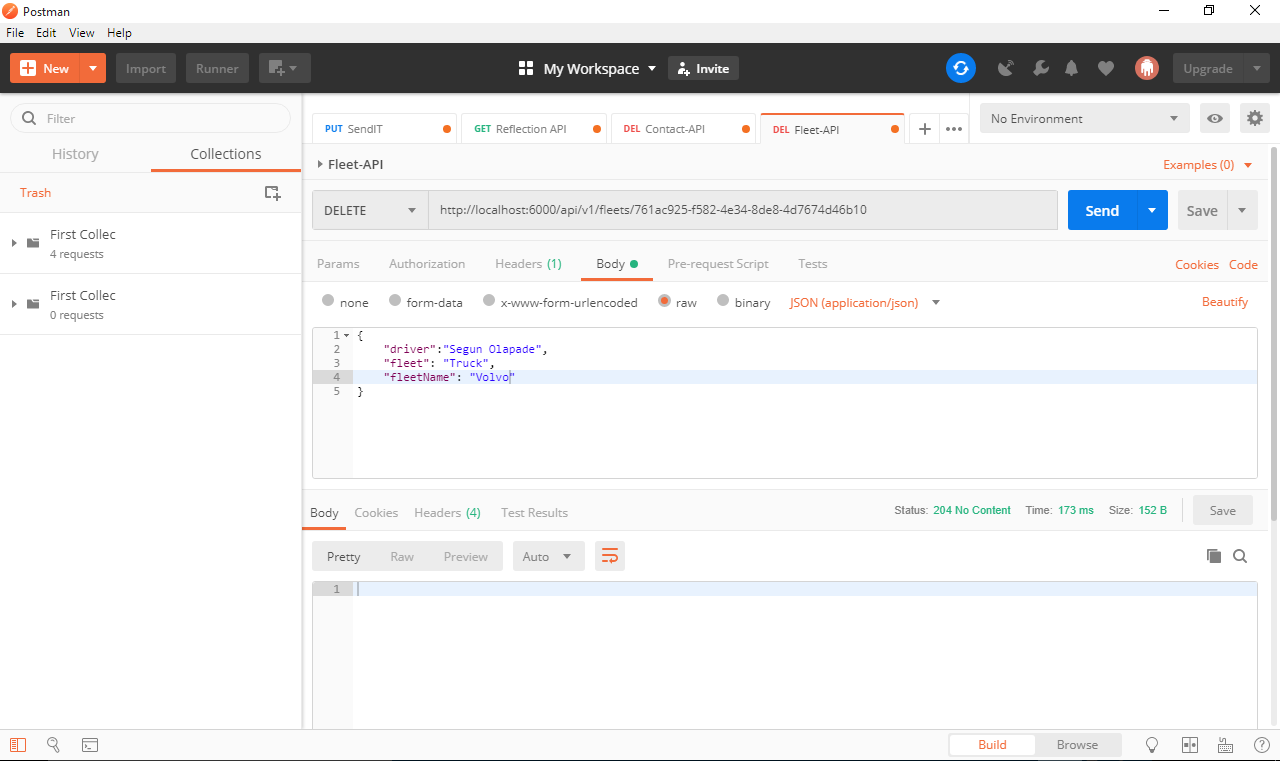 Postman
File Edit View Help
New Import Runner My Workspace Invite Upgrade
Filter
History Collections
Trash
First Collec
4 requests
First Collec
0 requests
PUT SendIT GET Reflection API DEL Contact-API DEL Fleet-API
No Environment
Fleet-API Examples (0)
DELETE http://localhost:6000/api/v1/fleets/761ac925-f582-4e34-8de8-4d7674d46b10 Send Save
Params Authorization Headers (1) Body Pre-request Script Tests Cookies Code
none form-data x-www-form-urlencoded raw binary JSON (application/json) Beautify
1 {
2 "driver":"Segun Olapade",
3 "fleet": "Truck",
4 "fleetName": "Volvo"
5 }
Body Cookies Headers (4) Test Results Status: 204 No Content Time: 173 ms Size: 152 B Save
Pretty Raw Preview Auto
1
Build Browse